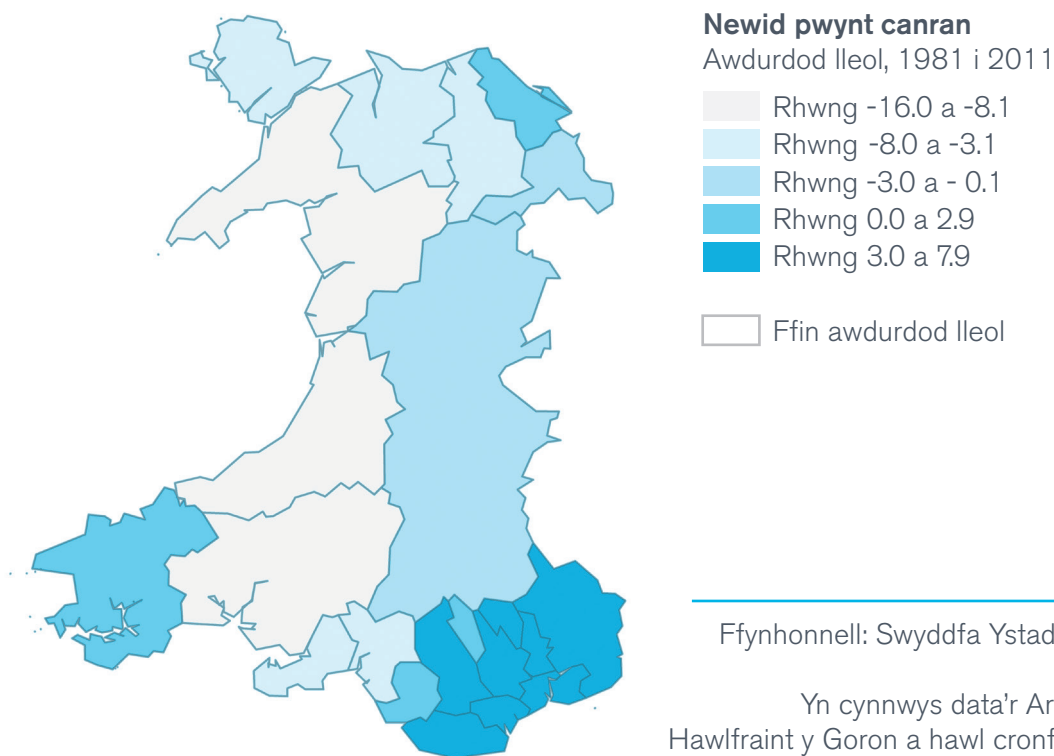 Newid pwynt canran
Awdurdod lleol, 1981 i 2011
Rhwng -16.0 a -8.1
Rhwng -8.0 a -3.1
Rhwng -3.0 a - 0.1
Rhwng 0.0 a 2.9
Rhwng 3.0 a 7.9
Ffin awdurdod lleol
Ffynhonnell: Swyddfa Ystad
Yn cynnwys data'r Ar
Hawlfraint y Goron a hawl cronf